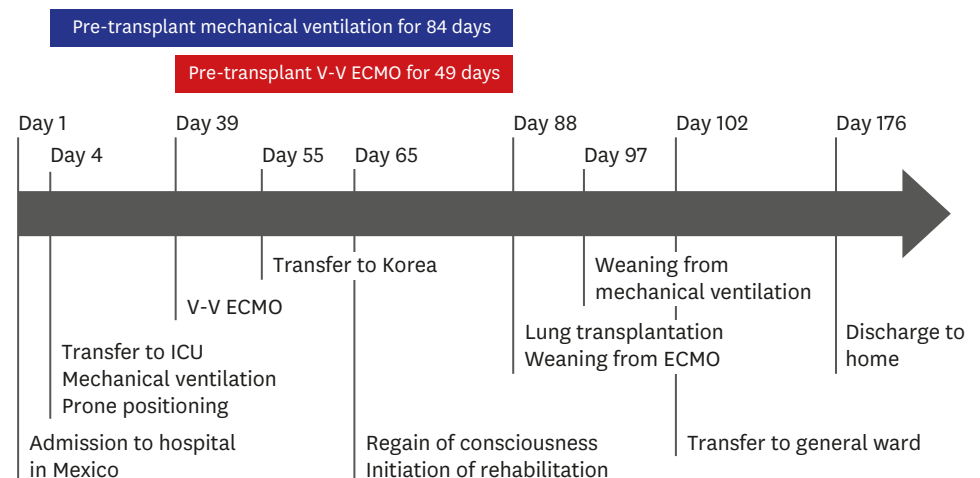 Pre-transplant mechanical ventilation for 84 days
Pre-transplant V-V ECMO for 49 days
Day 1
Day 39
Day 88
Day 102
Day 176
Day 4
Day 55
Day 65
Day 97
Transfer to Korea
Weaning from
mechanical ventilation
V-V ECMO
Lung transplantation
Weaning from ECMO
Discharge to
home
Transfer to ICU
Mechanical ventilation
Prone positioning
Admission to hospital
in Mexico
Regain of consciousness
Initiation of rehabilitation
Transfer to general ward